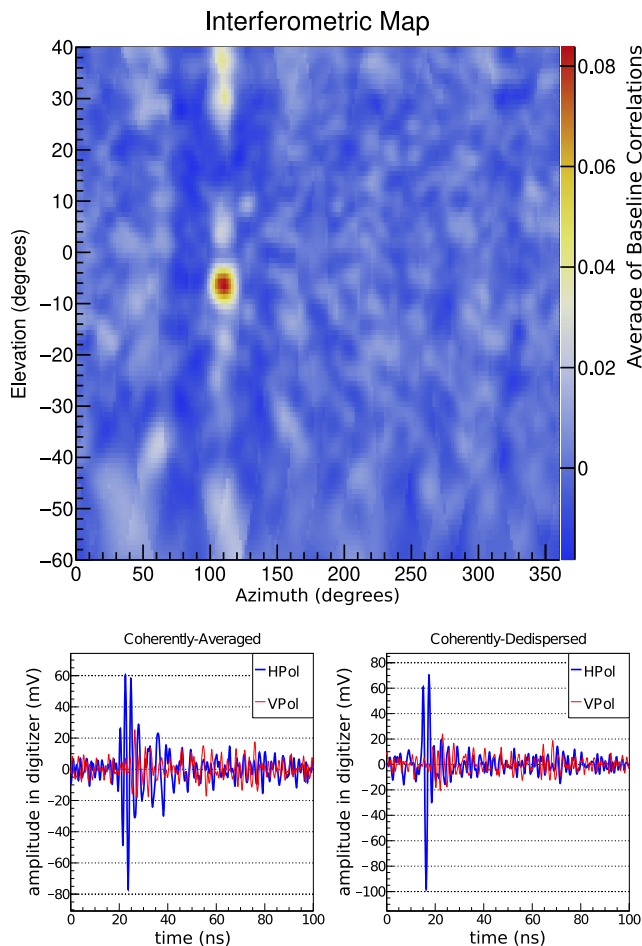 Interferometric Map
40
30
20
10
0
−10
−20
−30
−40
−50
−60
Elevation (degrees)
0 50 100 150 200 250 300 350
Azimuth (degrees)
0.08
0.06
0.04
0.02
0
Average of Baseline Correlations
Coherently-Averaged
HPol
VPol
80
60
40
20
0
−20
−40
−60
−80
amplitude in digitizer (mV)
0 20 40 60 80 100
time (ns)
Coherently-Dedispersed
HPol
VPol
80
60
40
20
0
−20
−40
−60
−80
−100
amplitude in digitizer (mV)
0 20 40 60 80 100
time (ns)